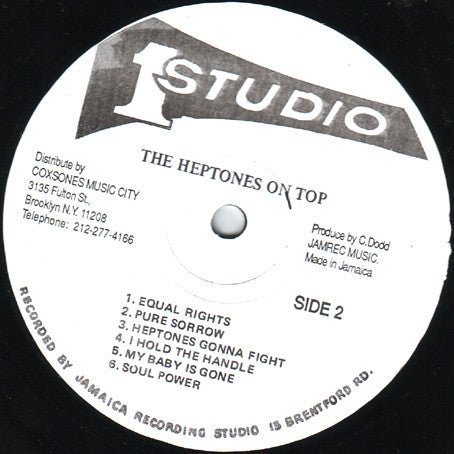 1 STUDIO
THE HEPTONES ON TOP
Distribute by
COXSONES MUSIC CITY
3135 Fulton St.,
Brooklyn N.Y. 11208
Telephone: 212-277-4166
Produce by C. Dodd
JAMREC MUSIC.
Made in Jamaica
SIDE 2
1. EQUAL RIGHTS
2. PURE SORROW
3. HEPTONES GONNA FIGHT
4. I HOLD THE HANDLE
5. MY BABY IS GONE
6. SOUL POWER
RECORDED BY JAMAICA RECORDING STUDIO 13 BRENTFORD RD.